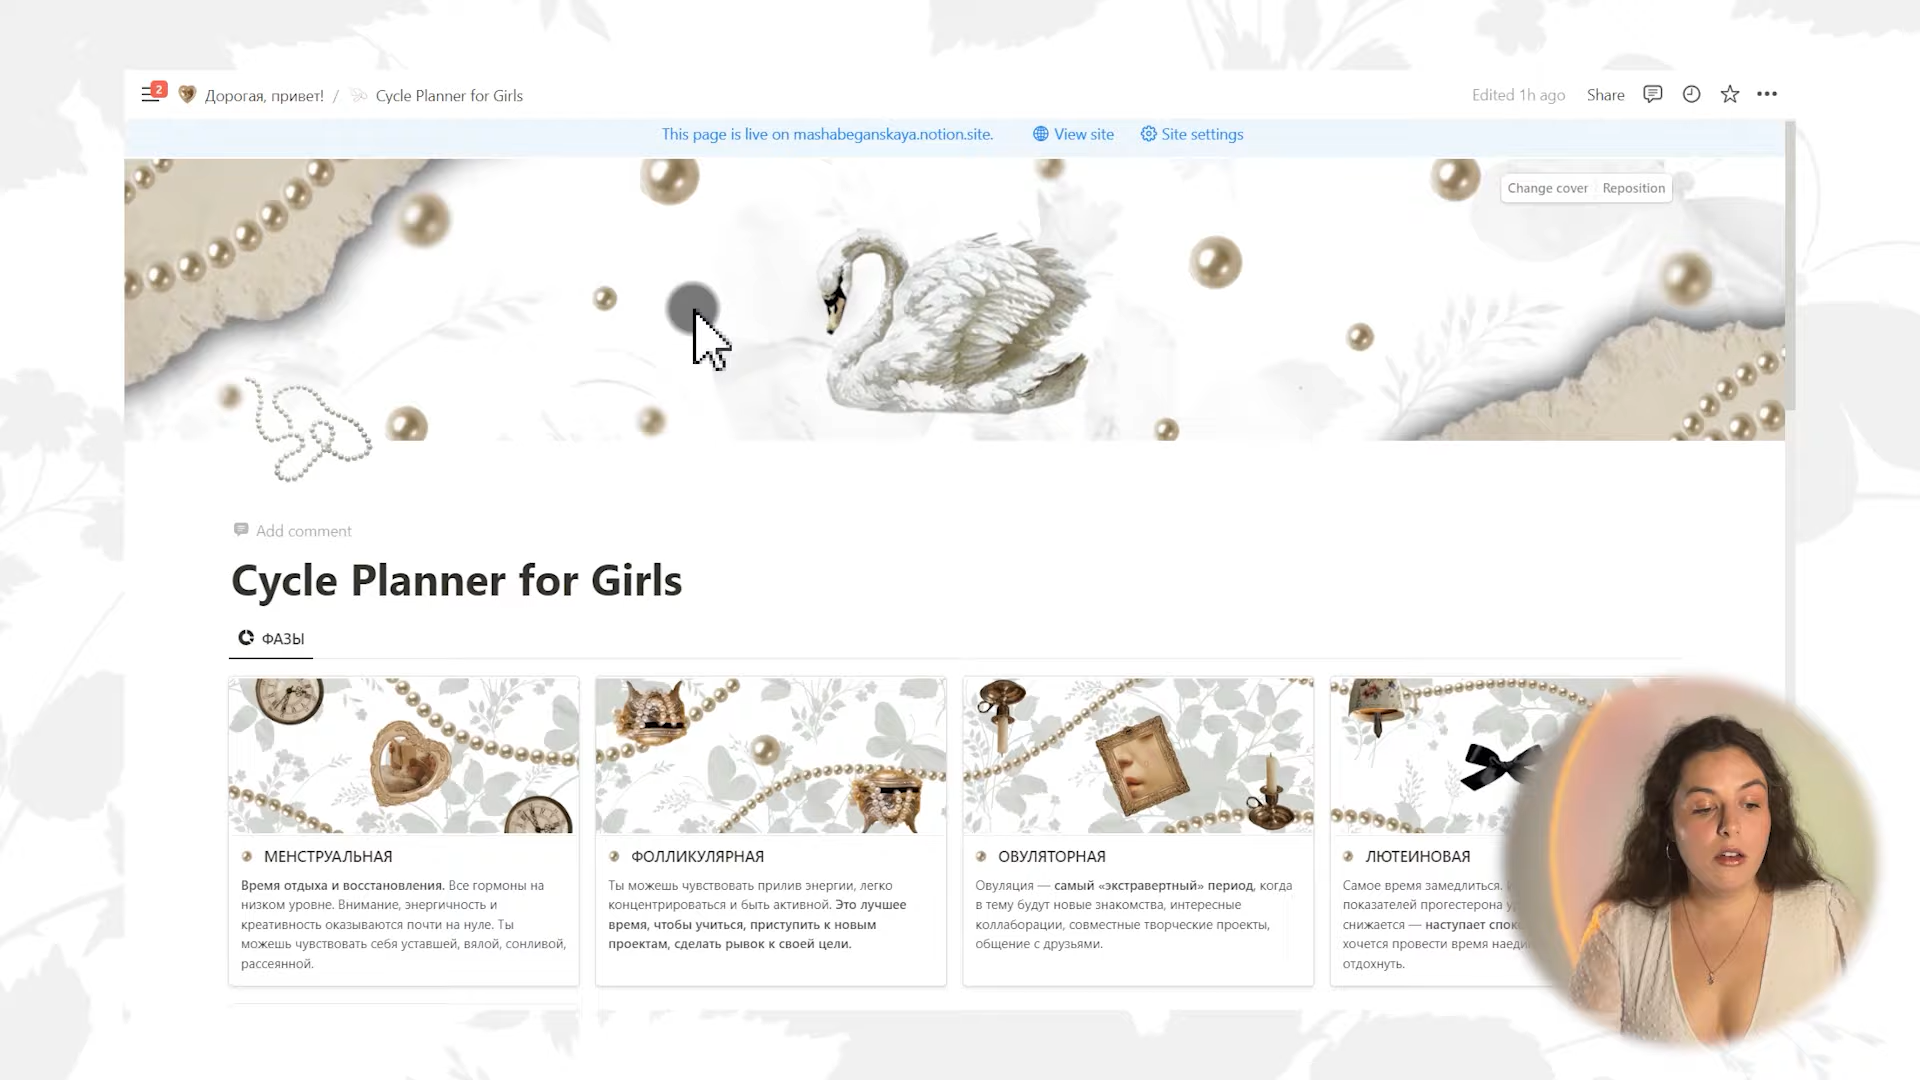 2
Дорогая, привет! / Cycle Planner for Girls
Edited 1h ago Share
This page is live on mashabeganskaya.notion.site. View site Site settings
Change cover Reposition
Add comment
Cycle Planner for Girls
ФАЗЫ
МЕНСТРУАЛЬНАЯ
Время отдыха и восстановления. Все гормоны на
низком уровне. Внимание, энергичность и
креативность оказываются почти на нуле. Ты
можешь чувствовать себя уставшей, вялой, сонливой,
рассеянной.
ФОЛЛИКУЛЯРНАЯ
Ты можешь чувствовать прилив энергии, легко
концентрироваться и быть активной. Это лучшее
время, чтобы учиться, приступить к новым
проектам, сделать рывок к своей цели.
ОВУЛЯТОРНАЯ
Овуляция — самый «экстравертный» период, когда
в тему будут новые знакомства, интересные
коллаборации, совместные творческие проекты,
общение с друзьями.
ЛЮТЕИНОВАЯ
Самое время замедлиться.
показателей прогестерона
снижается — наступает
хочется провести время
отдохнуть.